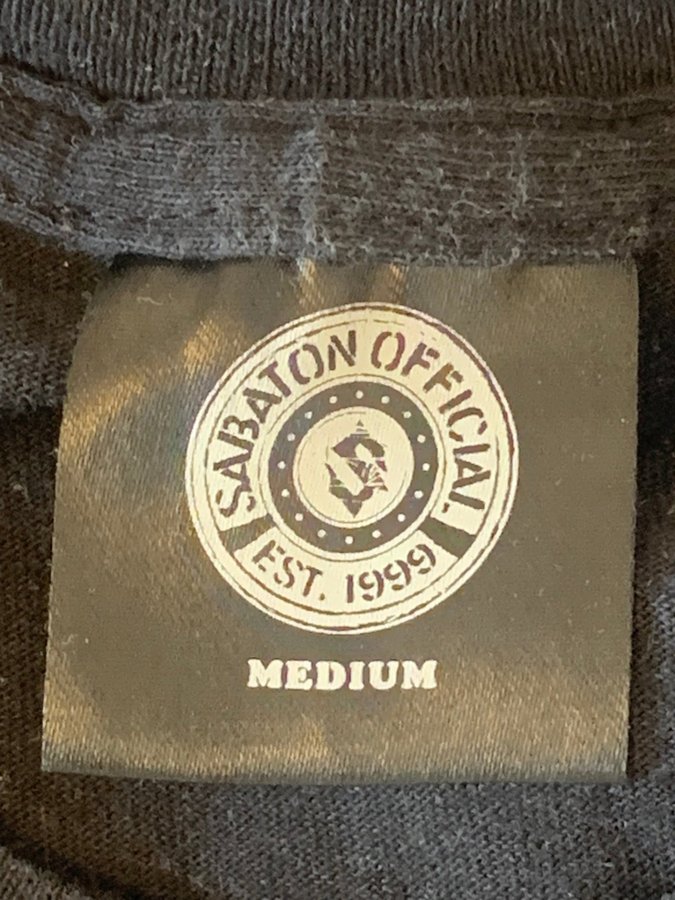 SABATON OFFICIAL
S
EST. 1999
MEDIUM